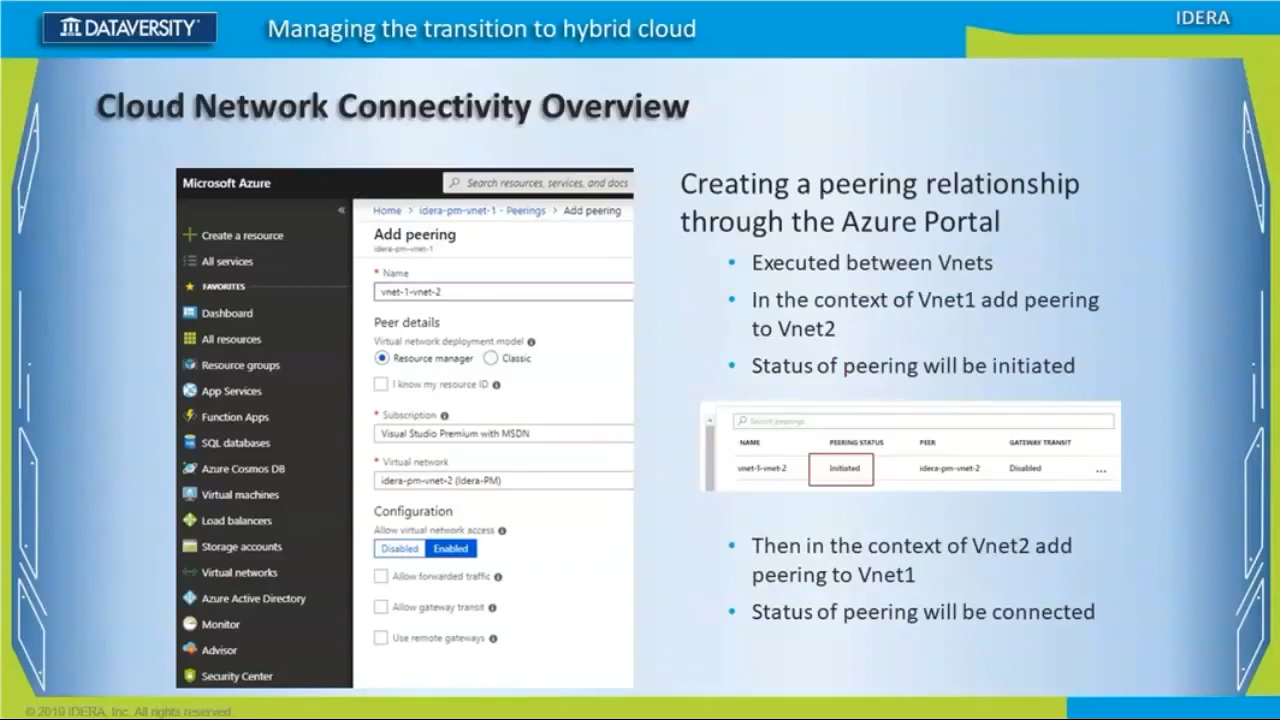 DATAVERSITY
Managing the transition to hybrid cloud
IDERA
Cloud Network Connectivity Overview
Microsoft Azure
Search resources, services, and docs
«
Create a resource
All services
FAVORITES
Dashboard
All resources
Resource groups
App Services
Function Apps
SQL databases
Azure Cosmos DB
Virtual machines
Load balancers
Storage accounts
Virtual networks
Azure Active Directory
Monitor
Advisor
Security Center
Home > idera-pm-vnet-1 - Peerings > Add peering
Add peering
idera-pm-vnet-1
* Name
vnet-1-vnet-2
Peer details
Virtual network deployment model
Resource manager Classic
I know my resource ID
* Subscription
Visual Studio Premium with MSDN
* Virtual network
idera-pm-vnet-2 (Idera-PM)
Configuration
Allow virtual network access
Disabled Enabled
Allow forwarded traffic
Allow gateway transit
Use remote gateways
Creating a peering relationship
through the Azure Portal
• Executed between Vnets
• In the context of Vnet1 add peering
to Vnet2
• Status of peering will be initiated
Search peerings
NAME PEERING STATUS PEER GATEWAY TRANSIT
vnet-1-vnet-2 Initiated idera-pm-vnet-2 Disabled ...
• Then in the context of Vnet2 add
peering to Vnet1
• Status of peering will be connected
© 2019 IDERA, Inc. All rights reserved.